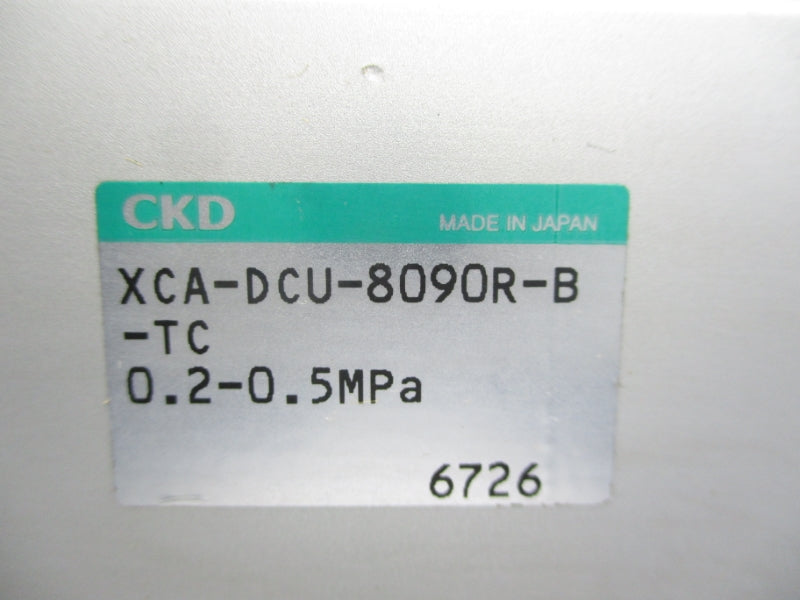 CKD MADE IN JAPAN
XCA-DCU-8090R-B
-TC
0.2-0.5MPa
6726